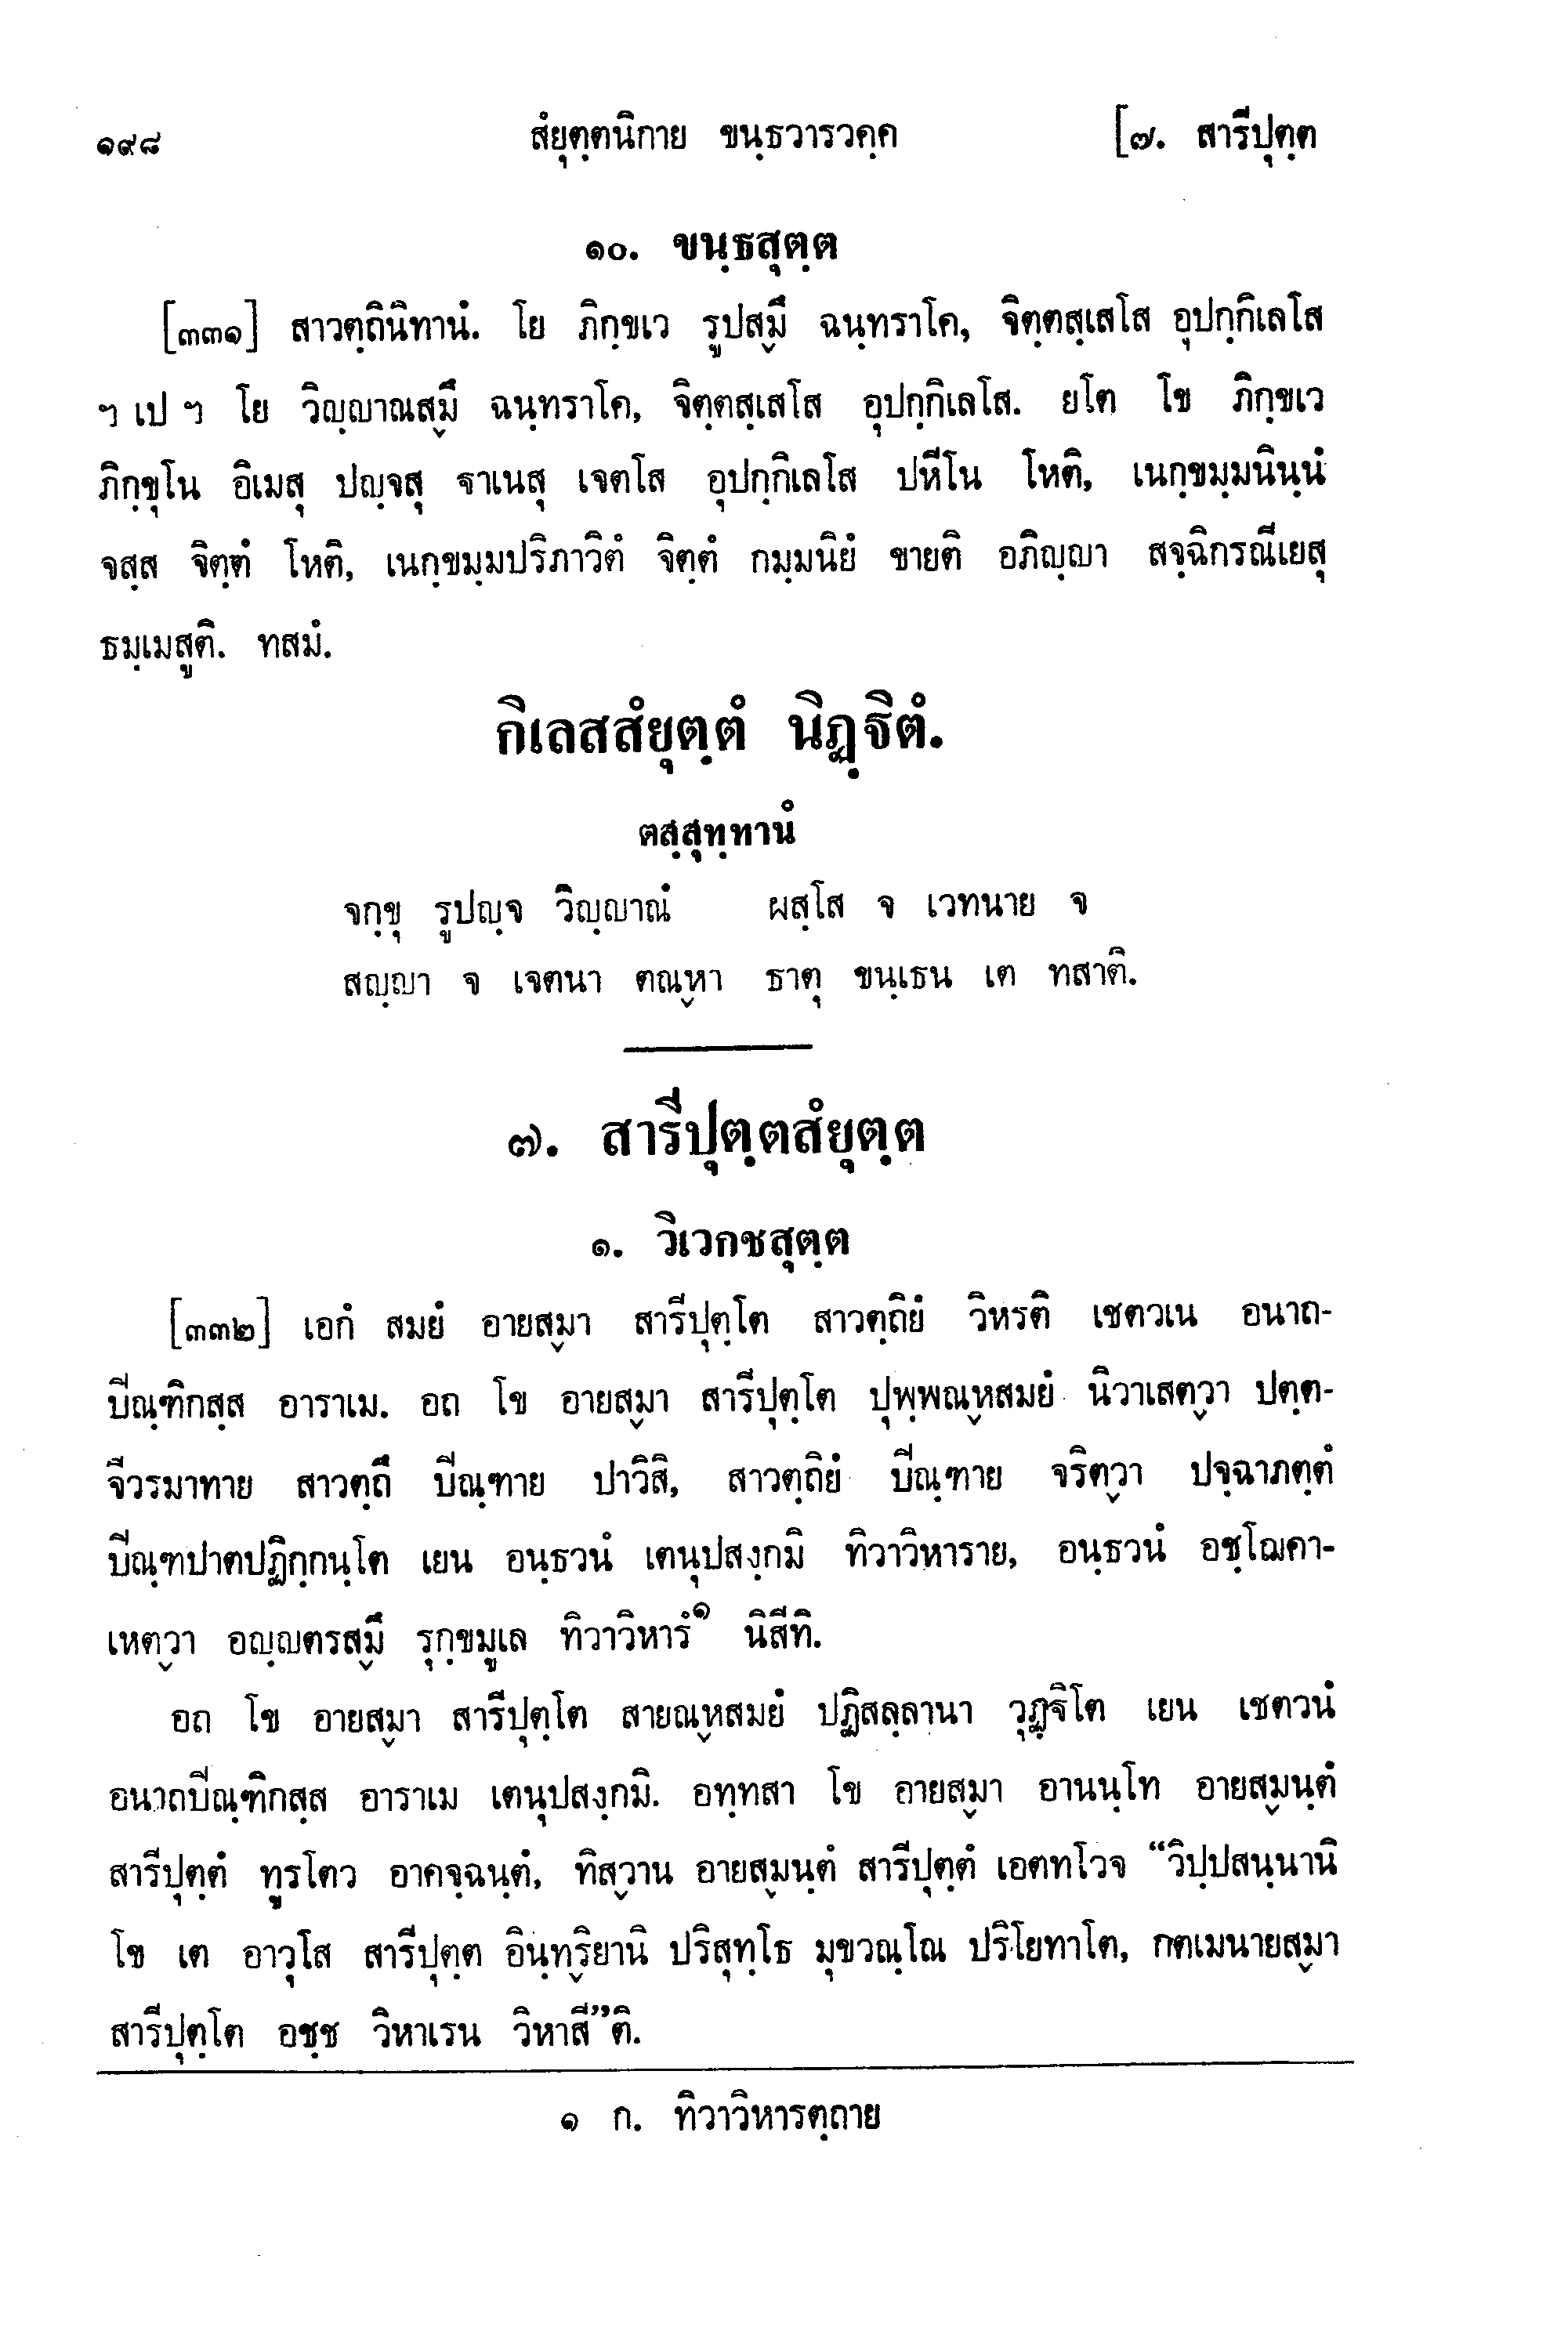 ๑๙๘ สํยุตฺตนิกาย ขนฺธวารวคฺค [๗. สารีปุตฺต
๑๐. ขนฺธสุตฺต
[๓๓๑] สาวตฺถินิทานํ. โย ภิกฺขเว รูปสฺมึ ฉนฺทราโค, จิตฺตสฺเสโส อุปกฺกิเลโส
ฯ เป ฯ โย วิญฺญาณสฺมึ ฉนฺทราโค, จิตฺตสฺเสโส อุปกฺกิเลโส. ยโต โข ภิกฺขเว
ภิกฺขุโน อิเมสุ ปญฺจสุ ฐาเนสุ เจตโส อุปกฺกิเลโส ปหีโน โหติ, เนกฺขมฺมนินฺนํ
จสฺส จิตฺตํ โหติ, เนกฺขมฺมปริภาวิตํ จิตฺตํ กมฺมนิยํ ขายติ อภิญฺญา สจฺฉิกรณีเยสุ
ธมฺเมสูติ. ทสมํ.
กิเลสสํยุตฺตํ นิฏฺฐิตํ.
ตสฺสุทฺทานํ
จกฺขุ รูปญฺจ วิญฺญาณํ ผสฺโส จ เวทนาย จ
สญฺญา จ เจตนา ตณฺหา ธาตุ ขนฺเธน เต ทสาติ.
๗. สารีปุตฺตสํยุตฺต
๑. วิเวกชสุตฺต
[๓๓๒] เอกํ สมยํ อายสฺมา สารีปุตฺโต สาวตฺถิยํ วิหรติ เชตวเน อนาถ-
ปิณฺฑิกสฺส อาราเม. อถ โข อายสฺมา สารีปุตฺโต ปุพฺพณฺหสมยํ นิวาเสตฺวา ปตฺต-
จีวรมาทาย สาวตฺถึ ปิณฺฑาย ปาวิสิ, สาวตฺถิยํ ปิณฺฑาย จริตฺวา ปจฺฉาภตฺตํ
ปิณฺฑปาตปฏิกฺกนฺโต เยน อนฺธวนํ เตนุปสงฺกมิ ทิวาวิหาราย, อนฺธวนํ อชฺโฌคา-
เหตฺวา อญฺญตรสฺมึ รุกฺขมูเล ทิวาวิหารํ๑ นิสีทิ.
อถ โข อายสฺมา สารีปุตฺโต สายณฺหสมยํ ปฏิสลฺลานา วุฏฺฐิโต เยน เชตวนํ
อนาถปิณฺฑิกสฺส อาราเม เตนุปสงฺกมิ. อทฺทสา โข อายสฺมา อานนฺโท อายสฺมนฺตํ
สารีปุตฺตํ ทูรโตว อาคจฺฉนฺตํ, ทิสฺวาน อายสฺมนฺตํ สารีปุตฺตํ เอตทโวจ “วิปฺปสนฺนานิ
โข เต อาวุโส สารีปุตฺต อินฺทฺริยานิ ปริสุทฺโธ มุขวณฺโณ ปริโยทาโต, กตเมนายสฺมา
สารีปุตฺโต อชฺช วิหาเรน วิหาสี”ติ.
๑ ก. ทิวาวิหารตฺถาย